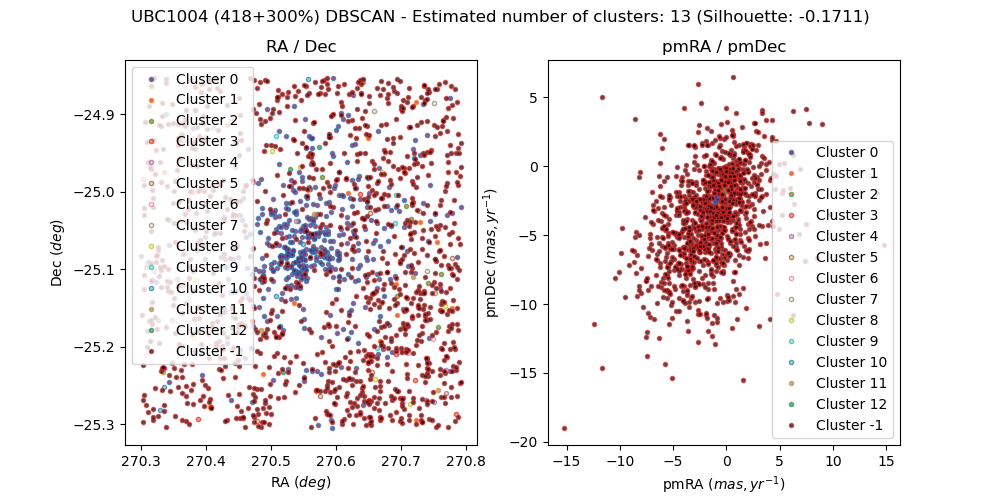 UBC1004 (418+300%) DBSCAN - Estimated number of clusters: 13 (Silhouette: -0.1711)
RA / Dec
Dec (deg)
−24.9
−25.0
−25.1
−25.2
−25.3
Cluster 0
Cluster 1
Cluster 2
Cluster 3
Cluster 4
Cluster 5
Cluster 6
Cluster 7
Cluster 8
Cluster 9
Cluster 10
Cluster 11
Cluster 12
Cluster -1
270.3 270.4 270.5 270.6 270.7 270.8
RA (deg)
pmRA / pmDec
pmDec (mas, yr⁻¹)
5
0
−5
−10
−15
−20
Cluster 0
Cluster 1
Cluster 2
Cluster 3
Cluster 4
Cluster 5
Cluster 6
Cluster 7
Cluster 8
Cluster 9
Cluster 10
Cluster 11
Cluster 12
Cluster -1
−15 −10 −5 0 5 10 15
pmRA (mas, yr⁻¹)